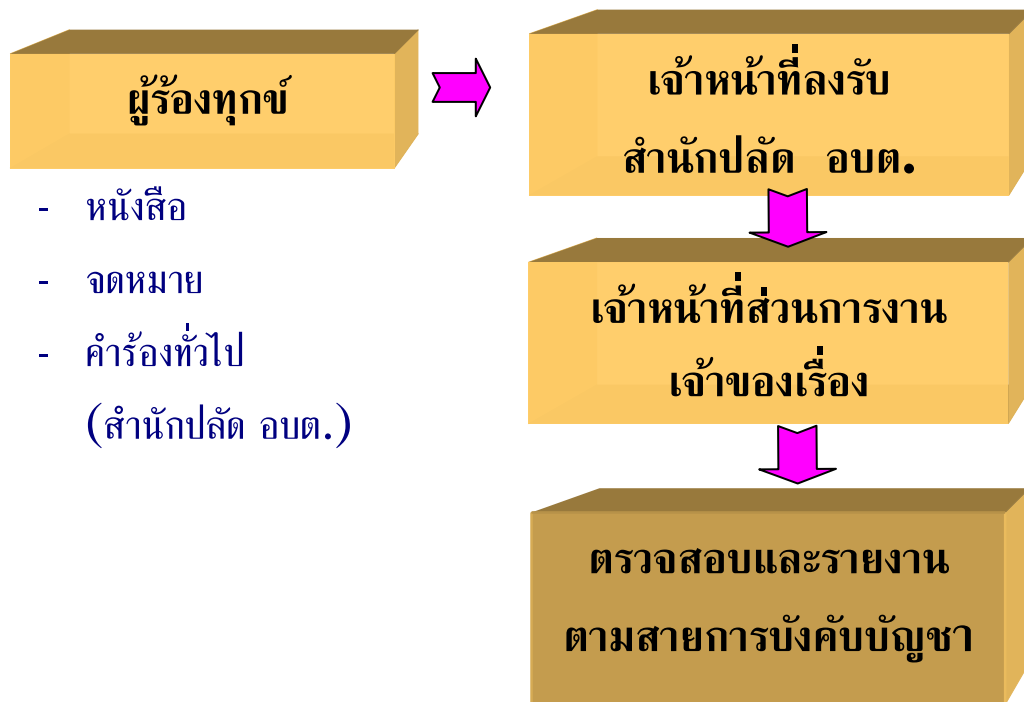 ผู้ร้องทุกข์
- หนังสือ
- จดหมาย
- คำร้องทั่วไป
(สำนักปลัด อบต.)
เจ้าหน้าที่ลงรับ
สำนักปลัด อบต.
เจ้าหน้าที่ส่วนการงาน
เจ้าของเรื่อง
ตรวจสอบและรายงาน
ตามสายการบังคับบัญชา